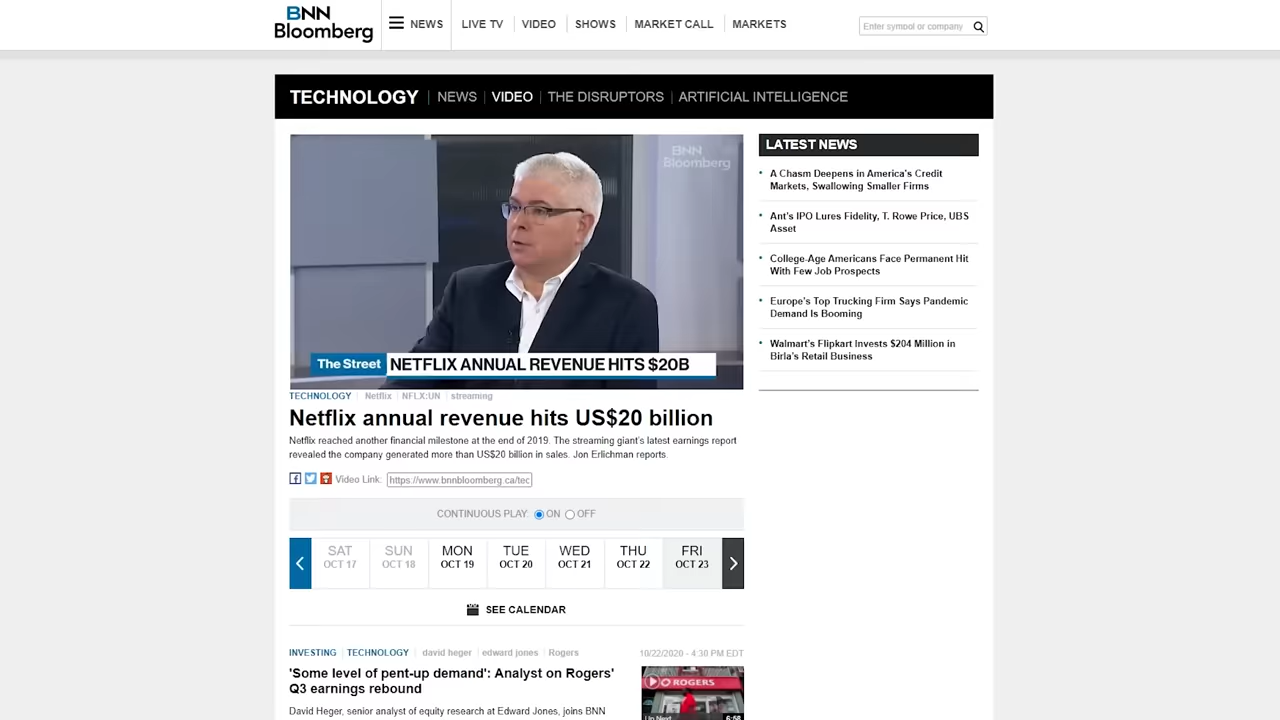 BNN
Bloomberg
NEWS
LIVE TV
VIDEO
SHOWS
MARKET CALL
MARKETS
Enter symbol or company
TECHNOLOGY
NEWS
VIDEO
THE DISRUPTORS
ARTIFICIAL INTELLIGENCE
BNN
Bloomberg
The Street
NETFLIX ANNUAL REVENUE HITS $20B
TECHNOLOGY
Netflix
NFLX:UN
streaming
Netflix annual revenue hits US$20 billion
Netflix reached another financial milestone at the end of 2019. The streaming giant's latest earnings report
revealed the company generated more than US$20 billion in sales. Jon Erlichman reports.
Video Link:
https://www.bnnbloomberg.ca/tec
CONTINUOUS PLAY:
ON
OFF
SAT
OCT 17
SUN
OCT 18
MON
OCT 19
TUE
OCT 20
WED
OCT 21
THU
OCT 22
FRI
OCT 23
SEE CALENDAR
INVESTING
TECHNOLOGY
david heger
edward jones
Rogers
10/22/2020 - 4:30 PM EDT
'Some level of pent-up demand': Analyst on Rogers'
Q3 earnings rebound
David Heger, senior analyst of equity research at Edward Jones, joins BNN
ROGERS
Up Next
6:58
LATEST NEWS
A Chasm Deepens in America's Credit
Markets, Swallowing Smaller Firms
Ant's IPO Lures Fidelity, T. Rowe Price, UBS
Asset
College-Age Americans Face Permanent Hit
With Few Job Prospects
Europe's Top Trucking Firm Says Pandemic
Demand Is Booming
Walmart's Flipkart Invests $204 Million in
Birla's Retail Business